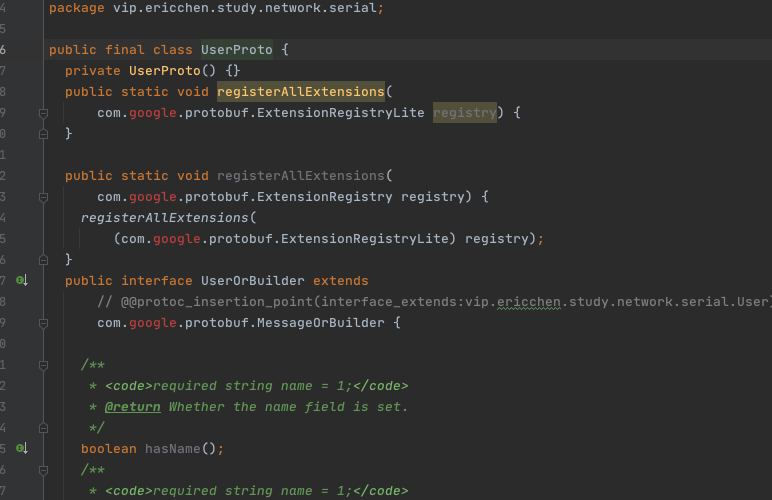 4 package vip.ericchen.study.network.serial;
5
6 public final class UserProto {
7 private UserProto() {}
8 public static void registerAllExtensions(
9 com.google.protobuf.ExtensionRegistryLite registry) {
0 }
1
2 public static void registerAllExtensions(
3 com.google.protobuf.ExtensionRegistry registry) {
4 registerAllExtensions(
5 (com.google.protobuf.ExtensionRegistryLite) registry);
6 }
7 public interface UserOrBuilder extends
8 // @@protoc_insertion_point(interface_extends:vip.ericchen.study.network.serial.User)
9 com.google.protobuf.MessageOrBuilder {
0
1 /**
2 * <code>required string name = 1;</code>
3 * @return Whether the name field is set.
4 */
5 boolean hasName();
6 /**
7 * <code>required string name = 1;</code>